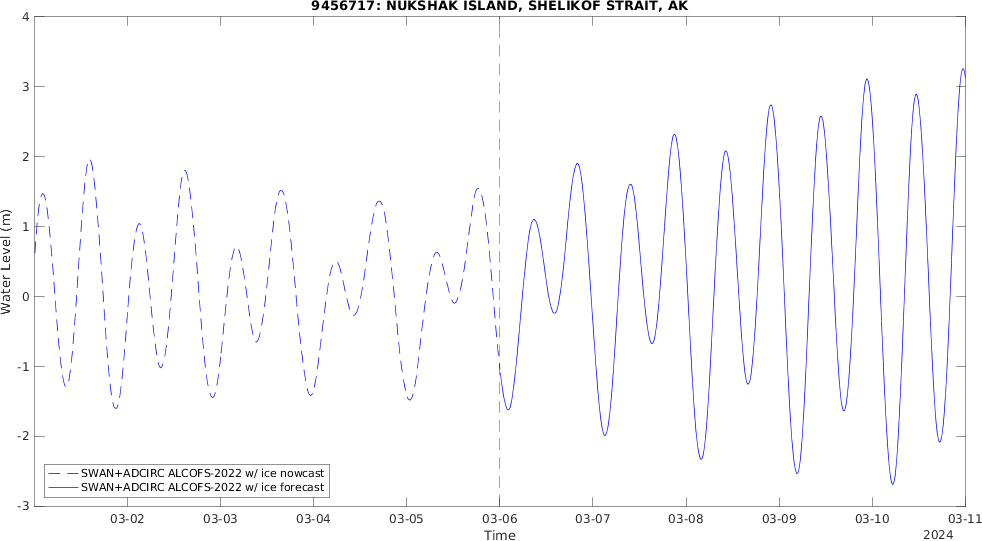 9456717: NUKSHAK ISLAND, SHELIKOF STRAIT, AK
4
3
2
1
0
-1
-2
-3
Water Level (m)
SWAN+ADCIRC ALCOFS-2022 w/ ice nowcast
SWAN+ADCIRC ALCOFS-2022 w/ ice forecast
03-02 03-03 03-04 03-05 03-06 03-07 03-08 03-09 03-10 03-11
Time
2024